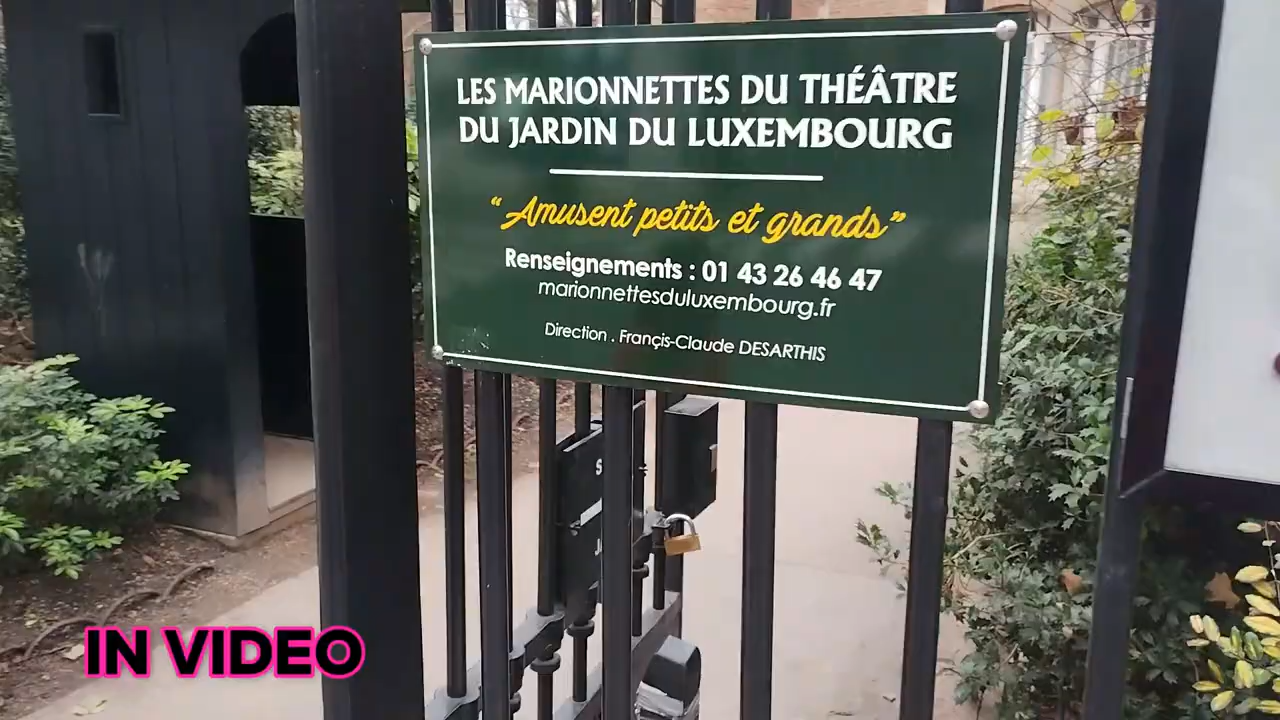 LES MARIONNETTES DU THÉÂTRE
DU JARDIN DU LUXEMBOURG
“Amusent petits et grands”
Renseignements : 01 43 26 46 47
marionnettesduluxembourg.fr
Direction . Françis-Claude DESARTHIS
IN VIDEO